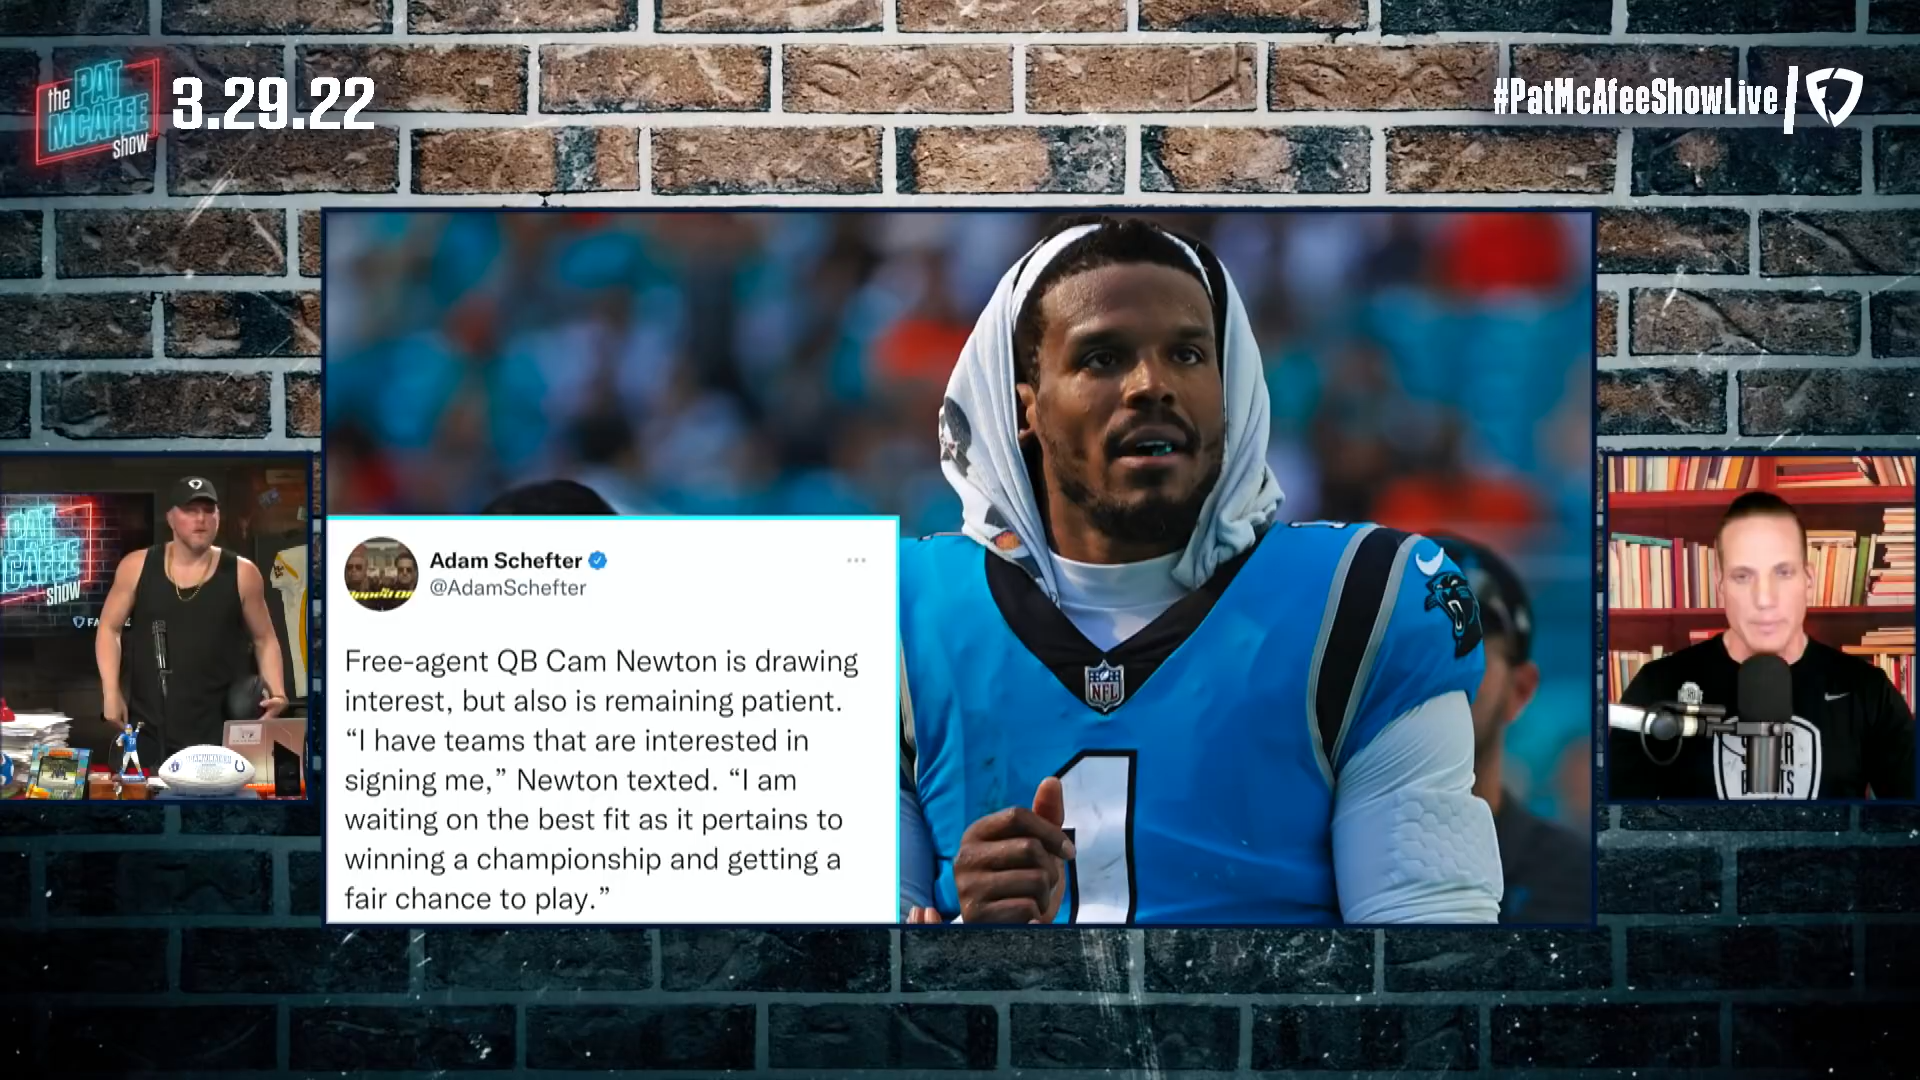 the PAT MCAFEE show
3.29.22
#PatMcAfeeShowLive
Adam Schefter
@AdamSchefter
Free-agent QB Cam Newton is drawing
interest, but also is remaining patient.
“I have teams that are interested in
signing me,” Newton texted. “I am
waiting on the best fit as it pertains to
winning a championship and getting a
fair chance to play.”
NFL
1
PAT
CAFEE
show